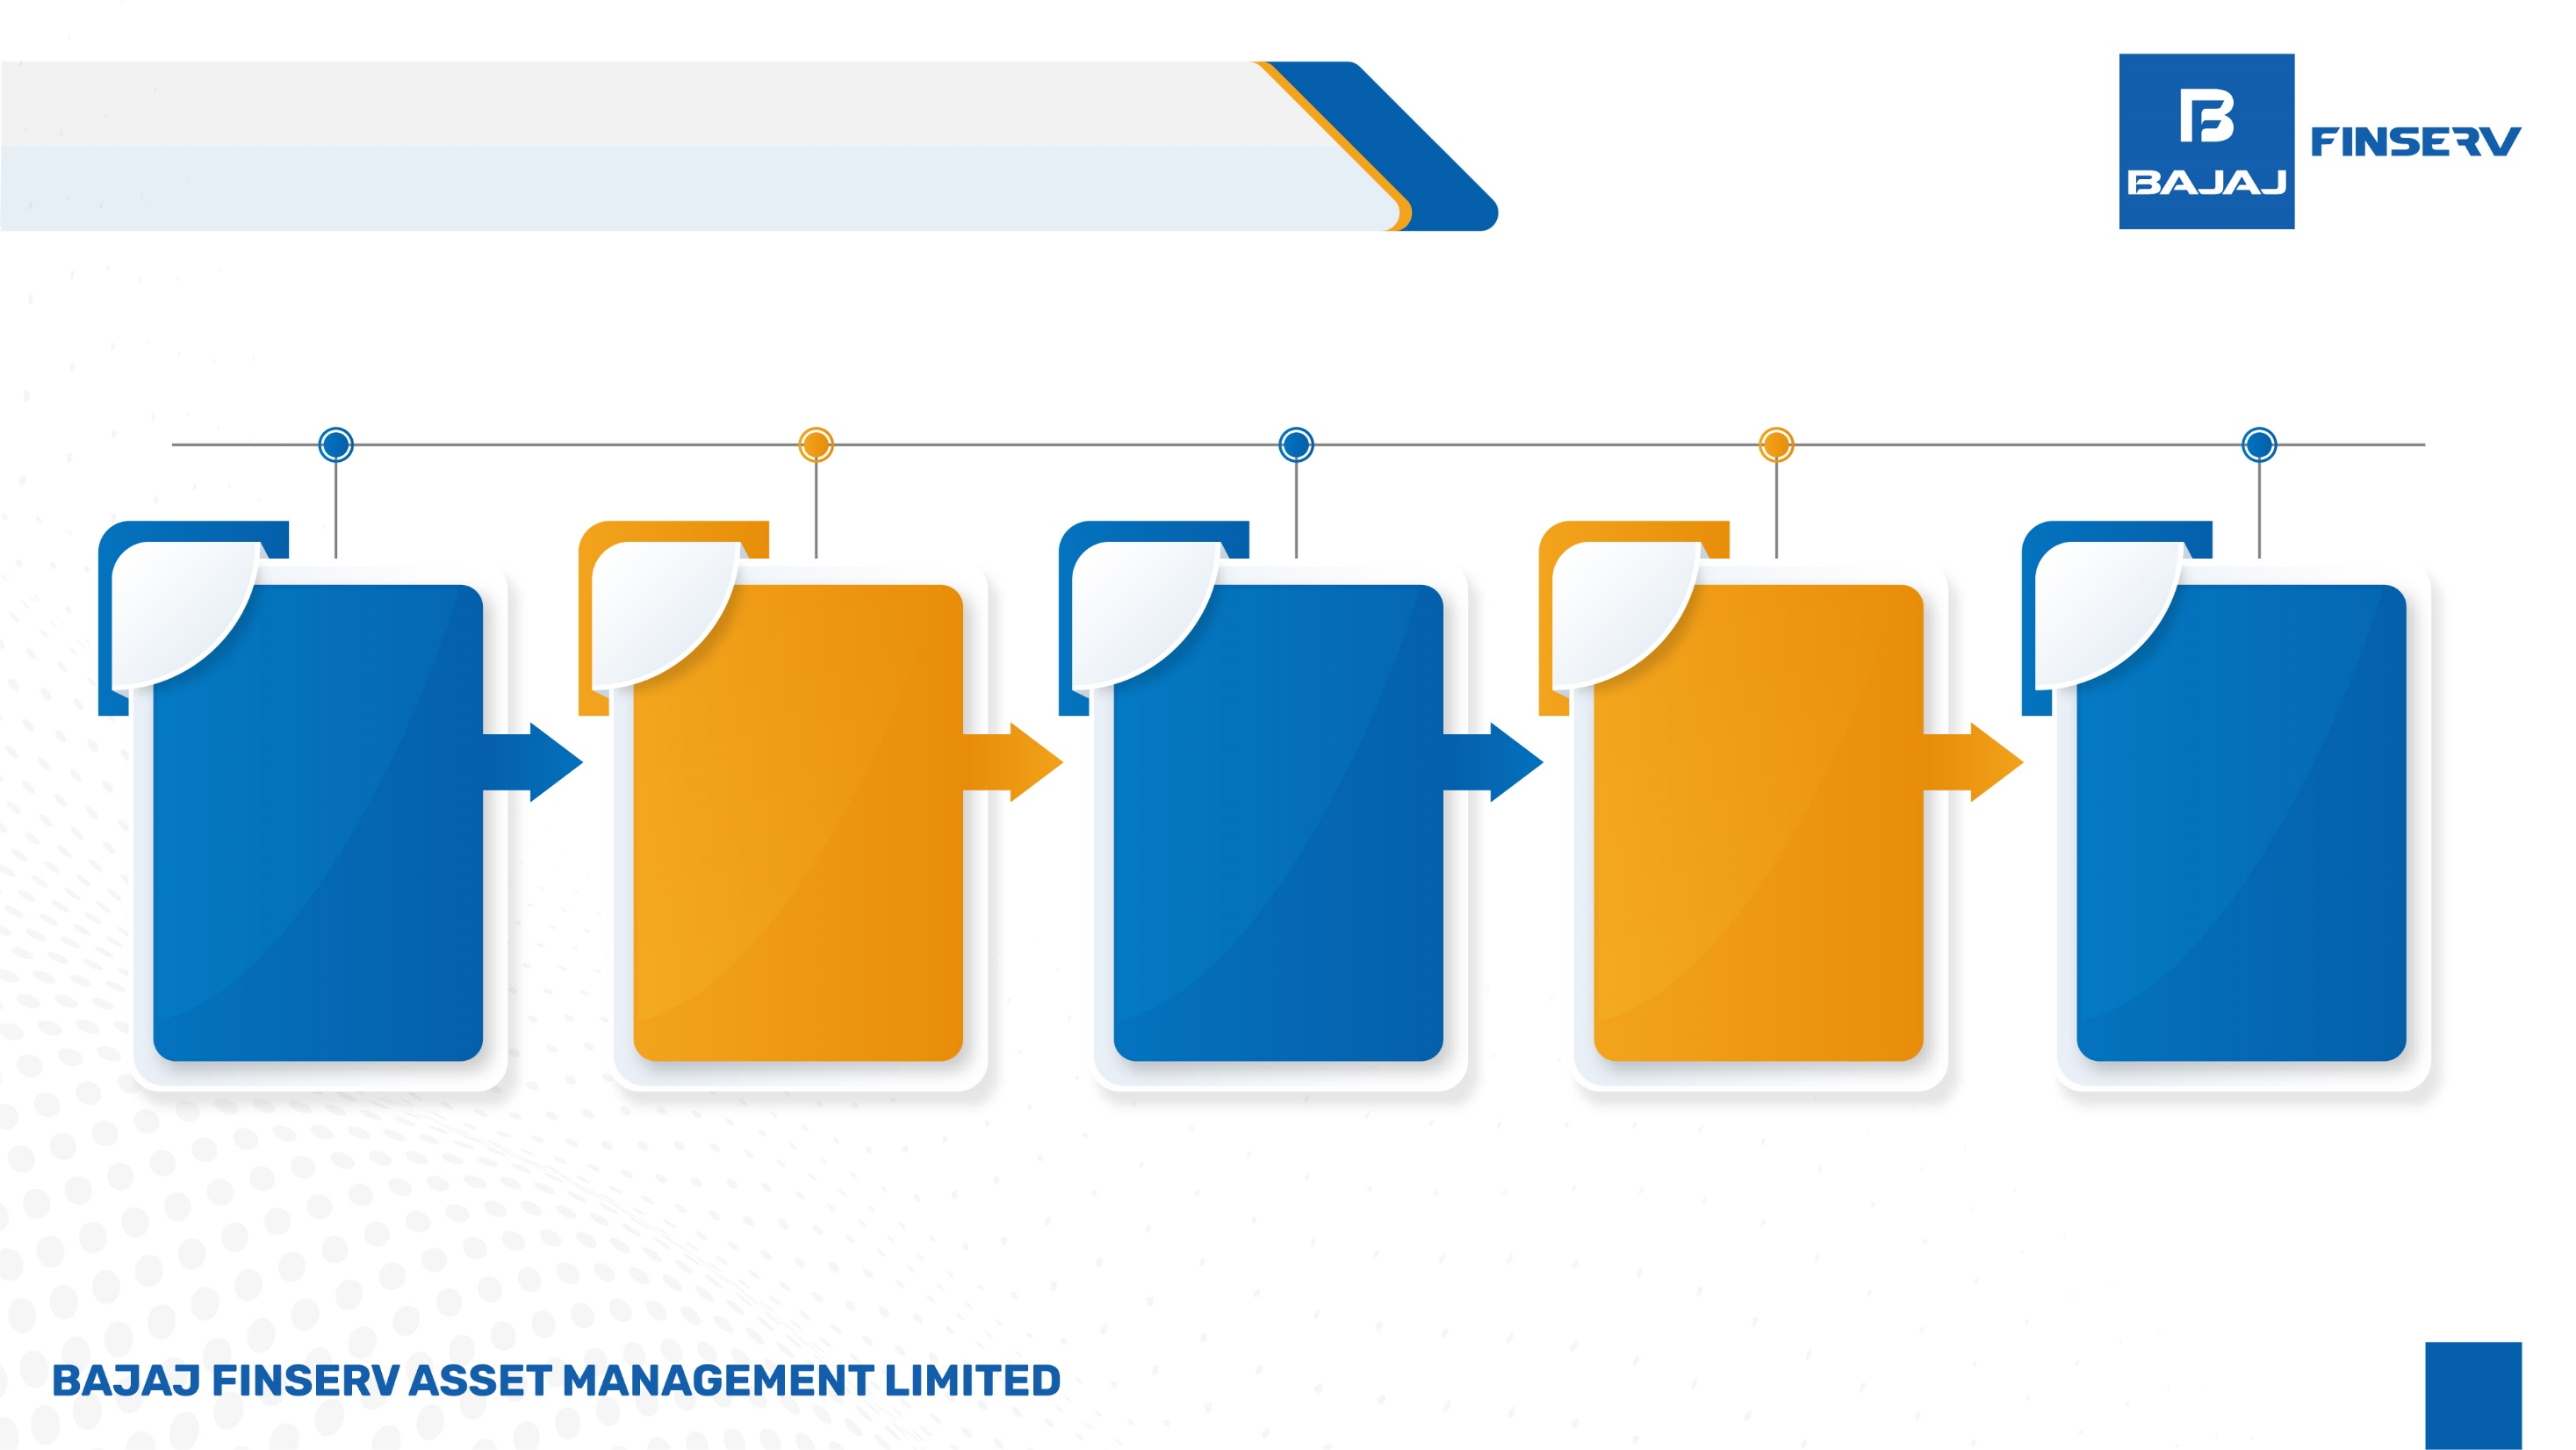 BAJAJ
FINSERV
BAJAJ FINSERV ASSET MANAGEMENT LIMITED